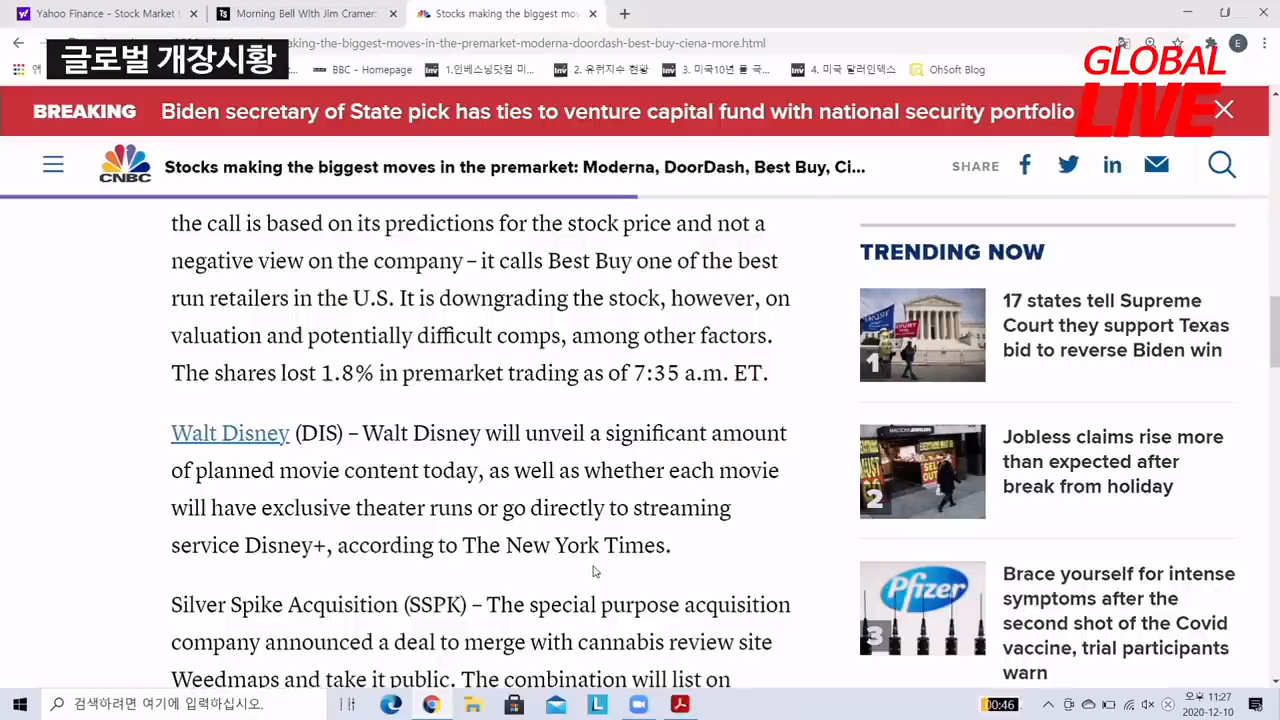 Yahoo Finance - Stock Market
Morning Bell With Jim Cramer:
Stocks making the biggest mov
글로벌 개장시황
aking-the-biggest-moves-in-the-premarket-moderna-doordash-best-buy-ciena-more.html
E
GLOBAL
LIVE
BBC - Homepage
1.인베스닝닷컴 미...
2. 유럽지수 현황
3. 미국10년 물 국...
4. 미국 달러인덱스
OhSoft Blog
BREAKING
Biden secretary of State pick has ties to venture capital fund with national security portfolio
CNBC
Stocks making the biggest moves in the premarket: Moderna, DoorDash, Best Buy, Ci...
SHARE
the call is based on its predictions for the stock price and not a
negative view on the company – it calls Best Buy one of the best
run retailers in the U.S. It is downgrading the stock, however, on
valuation and potentially difficult comps, among other factors.
The shares lost 1.8% in premarket trading as of 7:35 a.m. ET.
Walt Disney (DIS) – Walt Disney will unveil a significant amount
of planned movie content today, as well as whether each movie
will have exclusive theater runs or go directly to streaming
service Disney+, according to The New York Times.
Silver Spike Acquisition (SSPK) – The special purpose acquisition
company announced a deal to merge with cannabis review site
Weedmaps and take it public. The combination will list on
TRENDING NOW
1
17 states tell Supreme
Court they support Texas
bid to reverse Biden win
2
Jobless claims rise more
than expected after
break from holiday
Pfizer
3
Brace yourself for intense
symptoms after the
second shot of the Covid
vaccine, trial participants
warn
검색하려면 여기에 입력하십시오.
00:46
오후 11:27
2020-12-10